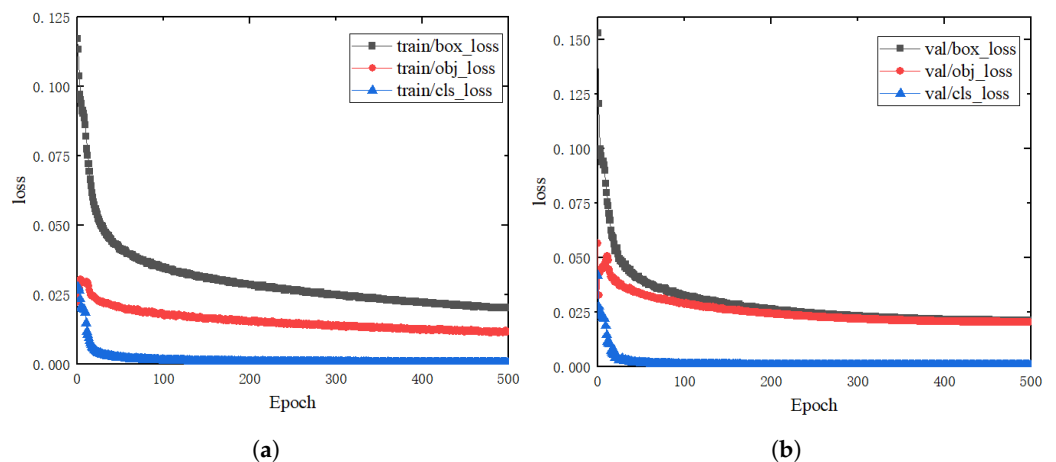 0.125
0.100
0.075
0.050
0.025
0.000
loss
0
100
200
300
400
500
Epoch
train/box_loss
train/obj_loss
train/cls_loss
(a)
0.150
0.125
0.100
0.075
0.050
0.025
0.000
loss
0
100
200
300
400
500
Epoch
val/box_loss
val/obj_loss
val/cls_loss
(b)